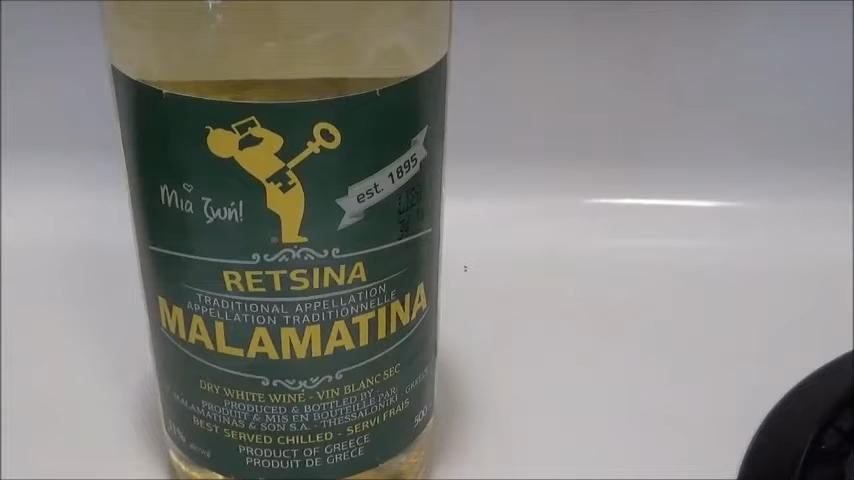 est. 1895
Μια ζωή!
RETSINA
TRADITIONAL APPELLATION
APPELLATION TRADITIONNELLE
MALAMATINA
DRY WHITE WINE - VIN BLANC SEC
PRODUCED & BOTTLED BY
PRODUIT & MIS EN BOUTEILLE PAR
MALAMATINAS & SON S.A. - THESSALONIKI - GREECE
BEST SERVED CHILLED - SERVI FRAIS
11% 500
PRODUCT OF GREECE
PRODUIT DE GRECE